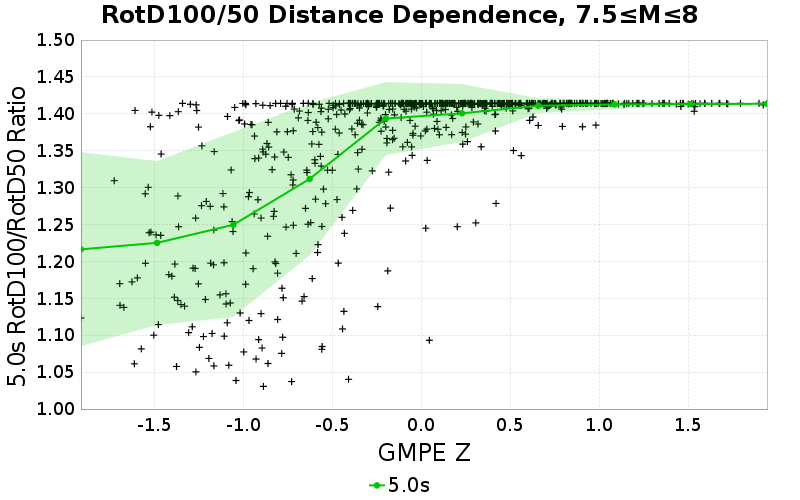 RotD100/50 Distance Dependence, 7.5≤M≤8
5.0s RotD100/RotD50 Ratio
1.50
1.45
1.40
1.35
1.30
1.25
1.20
1.15
1.10
1.05
1.00
-1.5 -1.0 -0.5 0.0 0.5 1.0 1.5
GMPE Z
5.0s